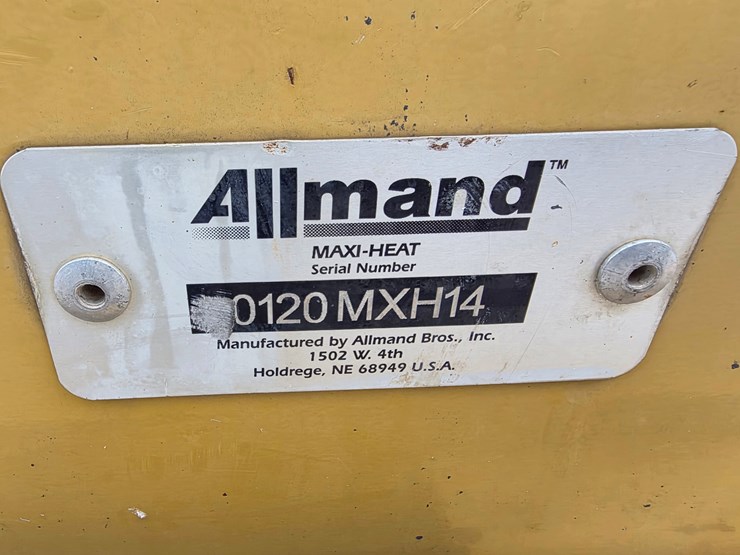 Allmand™
MAXI-HEAT
Serial Number
0120 MXH14
Manufactured by Allmand Bros., Inc.
1502 W. 4th
Holdrege, NE 68949 U.S.A.